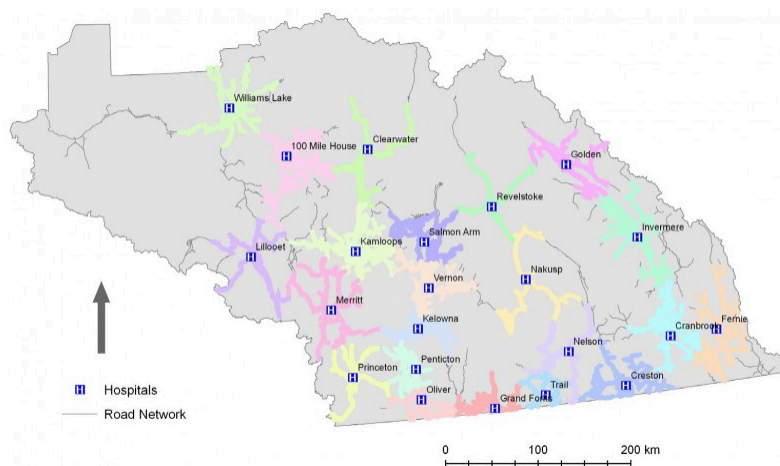 Williams Lake
100 Mile House
Clearwater
Golden
Revelstoke
Lillooet
Kamloops
Salmon Arm
Invermere
Vernon
Nakusp
Merritt
Kelowna
Cranbrook
Fernie
Nelson
Princeton
Penticton
Oliver
Grand Forks
Trail
Creston
H Hospitals
Road Network
0 100 200 km